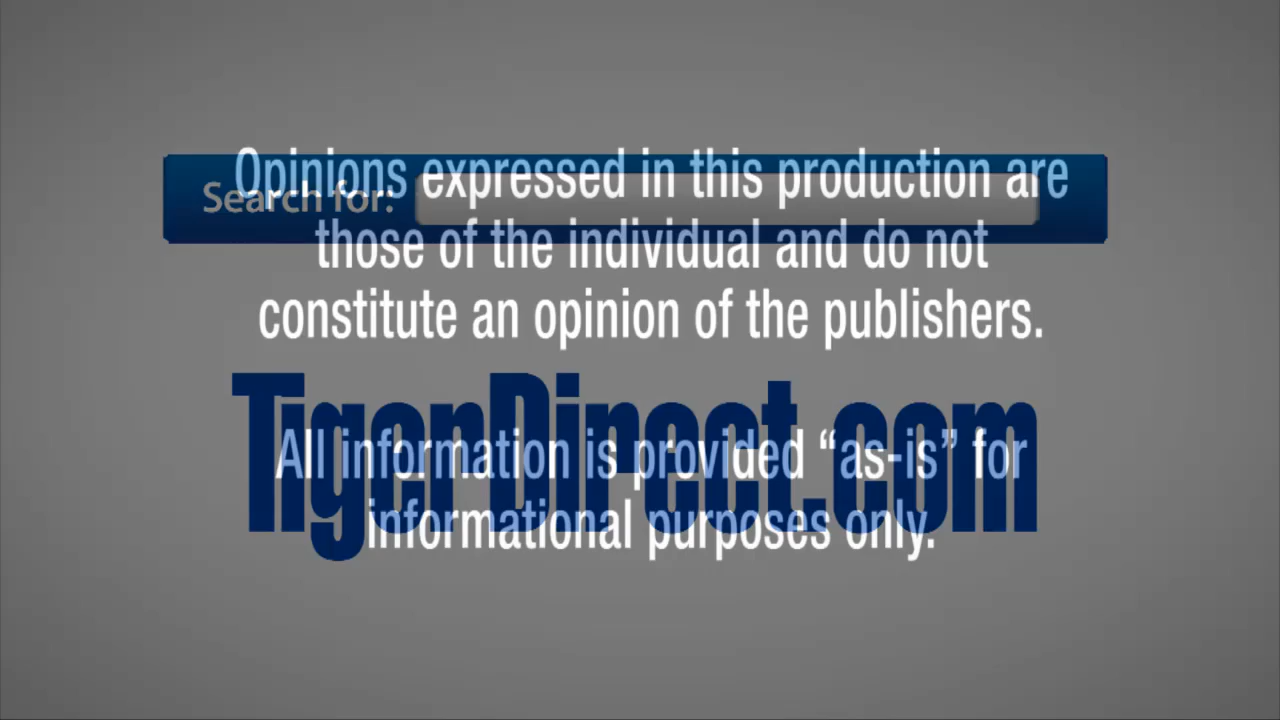 Search for:
Opinions expressed in this production are
those of the individual and do not
constitute an opinion of the publishers.
TigerDirect.com
All information is provided “as-is” for
informational purposes only.